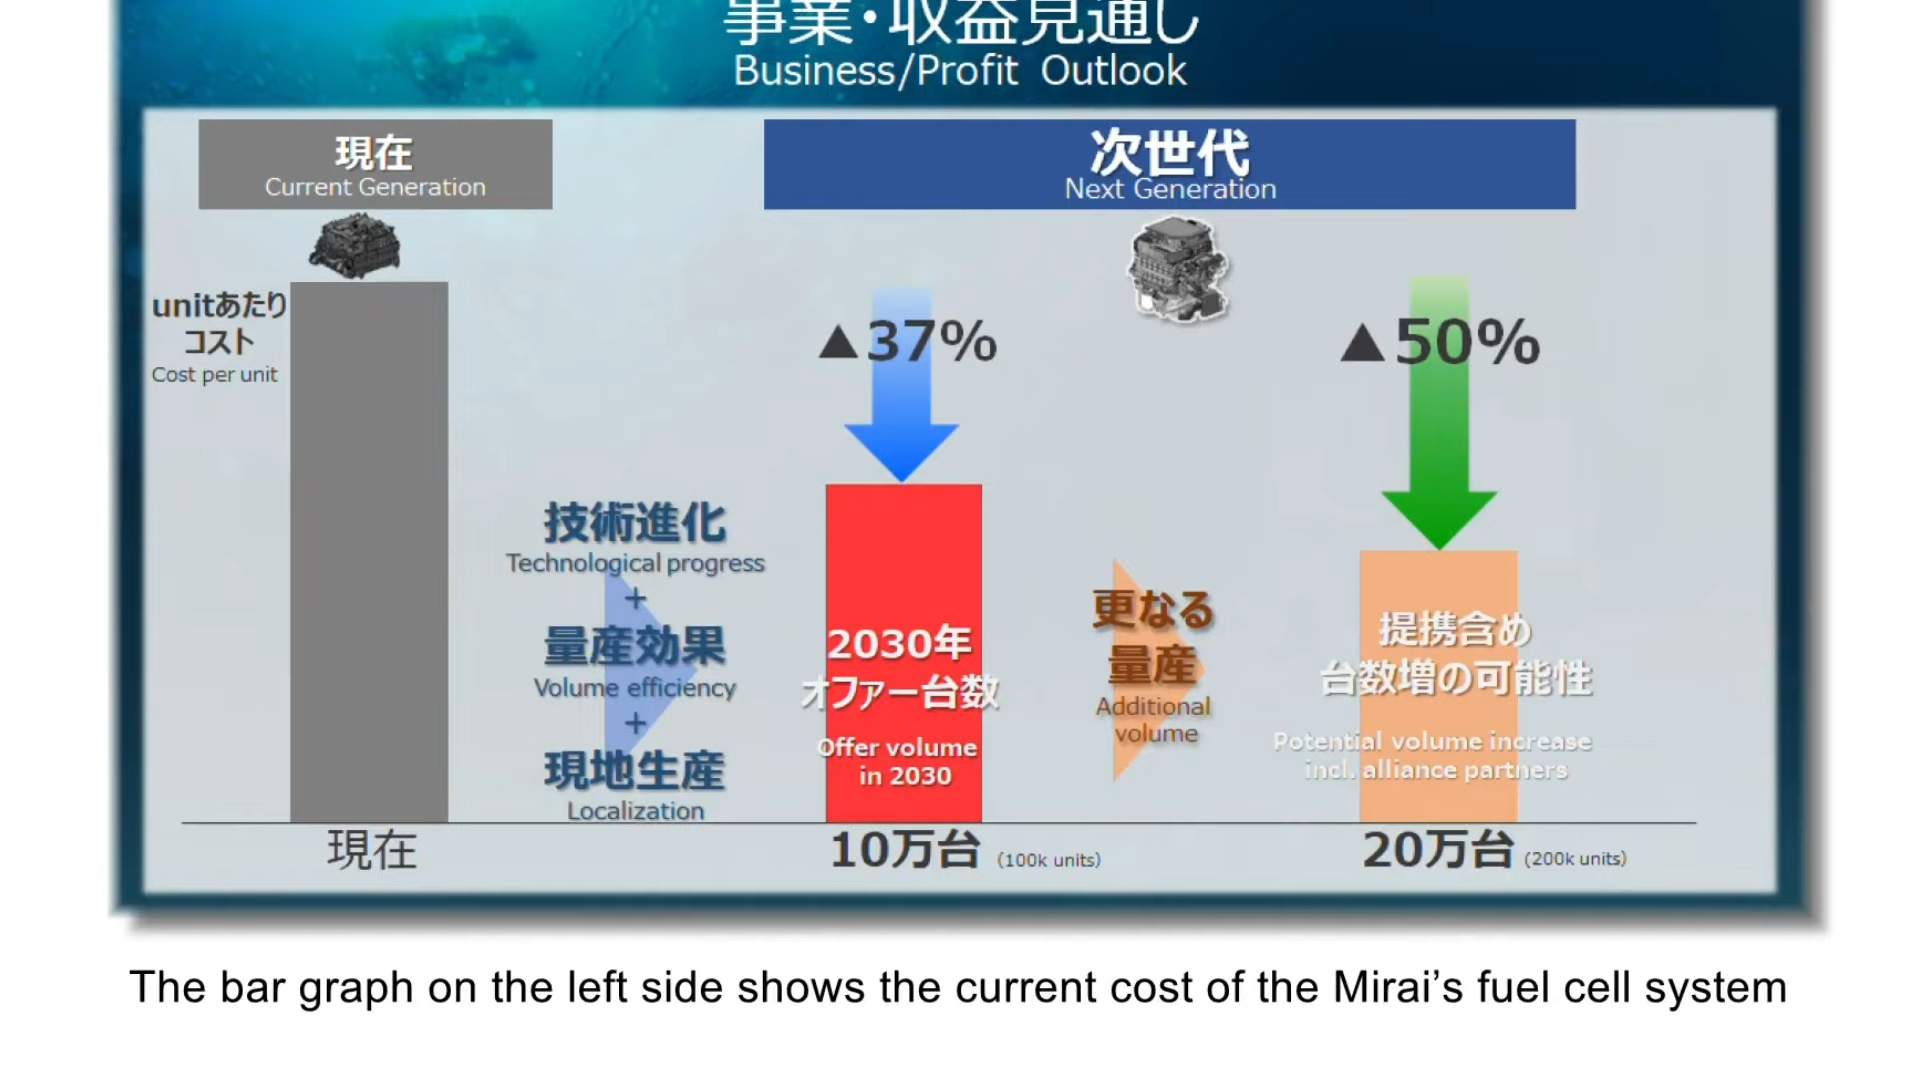 事業・収益見通し
Business/Profit Outlook
現在
Current Generation
次世代
Next Generation
unitあたり
コスト
Cost per unit
▲37%
▲50%
技術進化
Technological progress
+
量産効果
Volume efficiency
+
現地生産
Localization
2030年
オファー台数
Offer volume
in 2030
更なる
量産
Additional
volume
提携含め
台数増の可能性
Potential volume increase
incl. alliance partners
現在
10万台 (100k units)
20万台 (200k units)
The bar graph on the left side shows the current cost of the Mirai’s fuel cell system